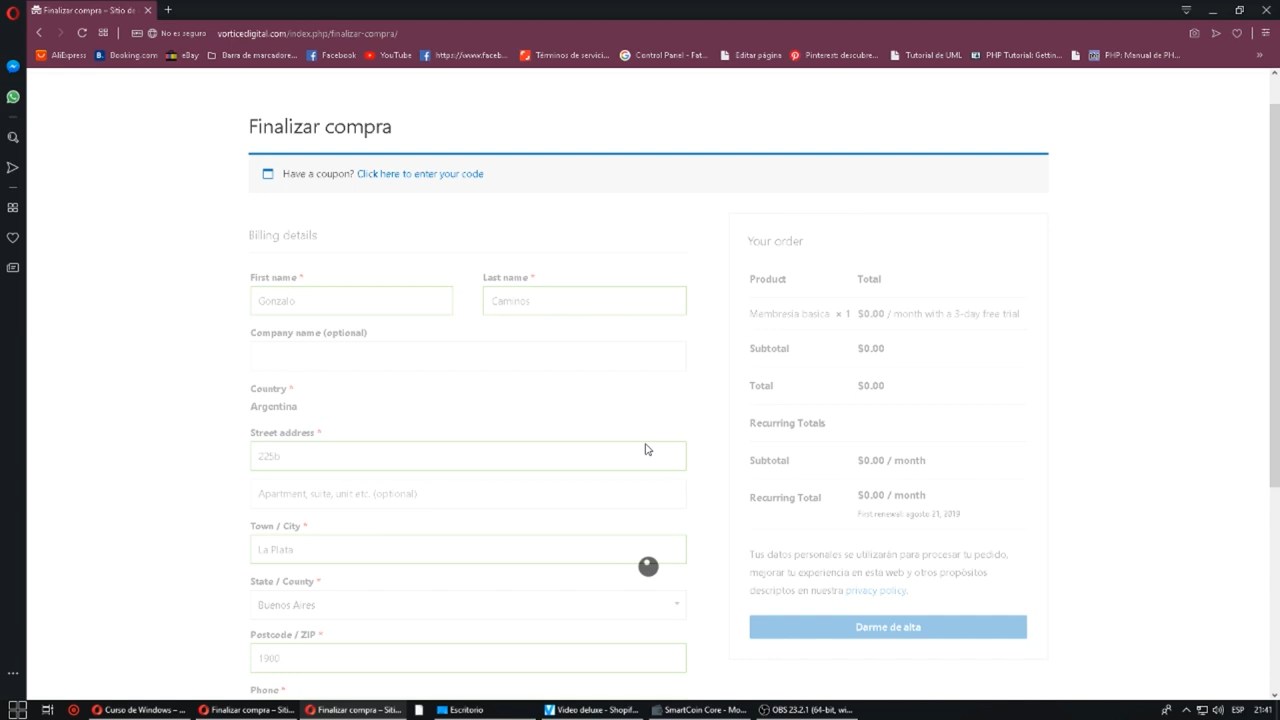 Finalizar compra – Sitio de
No es seguro vorticedigital.com/index.php/finalizar-compra/
AliExpress Booking.com eBay Barra de marcadore... Facebook YouTube https://www.faceb... Términos de servici... Control Panel - Fat... Editar página Pinterest: descubre... Tutorial de UML PHP Tutorial: Gettin... PHP: Manual de PH... »
Finalizar compra
Have a coupon? Click here to enter your code
Billing details
First name *
Last name *
Gonzalo
Caminos
Company name (optional)
Country *
Argentina
Street address *
225b
Apartment, suite, unit etc. (optional)
Town / City *
La Plata
State / County *
Buenos Aires
Postcode / ZIP *
1900
Phone *
Your order
Product Total
Membresia basica × 1 $0.00 / month with a 3-day free trial
Subtotal $0.00
Total $0.00
Recurring Totals
Subtotal $0.00 / month
Recurring Total $0.00 / month
First renewal: agosto 21, 2019
Tus datos personales se utilizarán para procesar tu pedido,
mejorar tu experiencia en esta web y otros propósitos
descriptos en nuestra privacy policy.
Darme de alta
Curso de Windows – ... Finalizar compra – Siti... Finalizar compra – Siti... Escritorio Video deluxe - Shopif... SmartCoin Core - Mo... OBS 23.2.1 (64-bit, wi... ESP 21:41